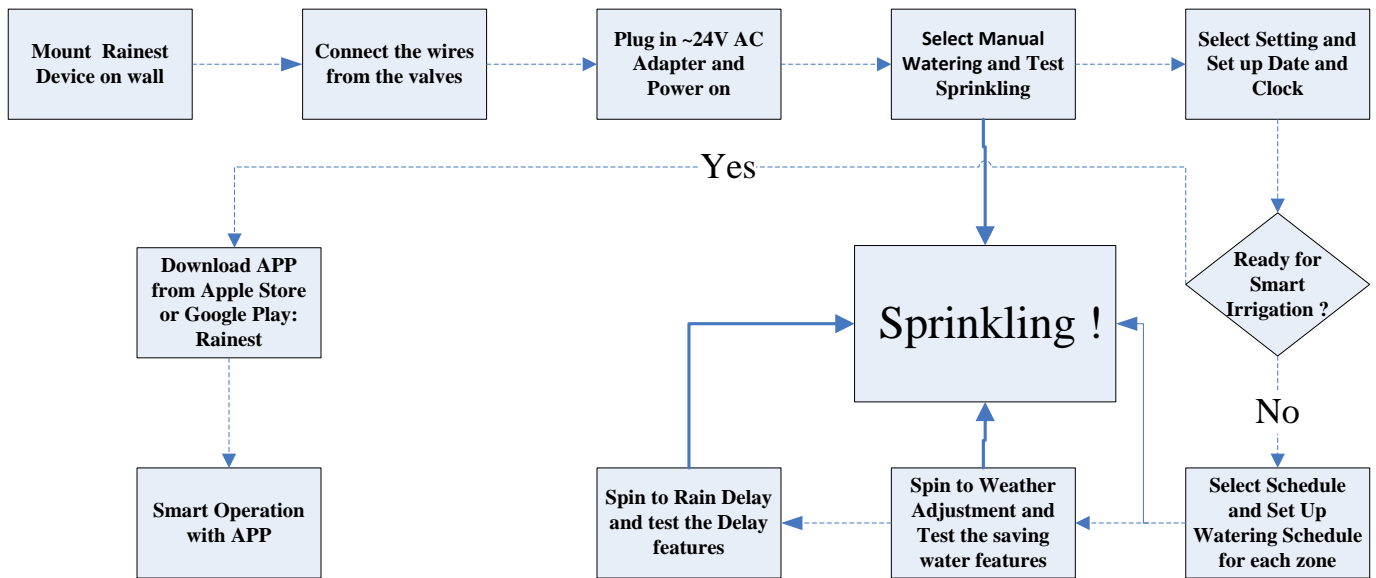 Mount Rainest
Device on wall
Connect the wires
from the valves
Plug in ~24V AC
Adapter and
Power on
Select Manual
Watering and Test
Sprinkling
Select Setting and
Set up Date and
Clock
Yes
Download APP
from Apple Store
or Google Play:
Rainest
Sprinkling !
Ready for
Smart
Irrigation ?
No
Smart Operation
with APP
Spin to Rain Delay
and test the Delay
features
Spin to Weather
Adjustment and
Test the saving
water features
Select Schedule
and Set Up
Watering Schedule
for each zone